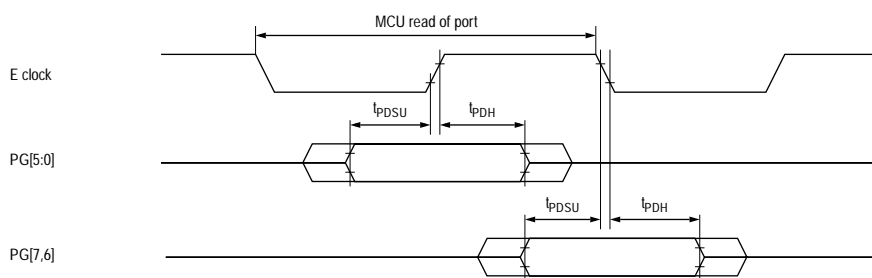 MCU read of port
E clock
tPDSU tPDH
PG[5:0]
tPDSU tPDH
PG[7,6]